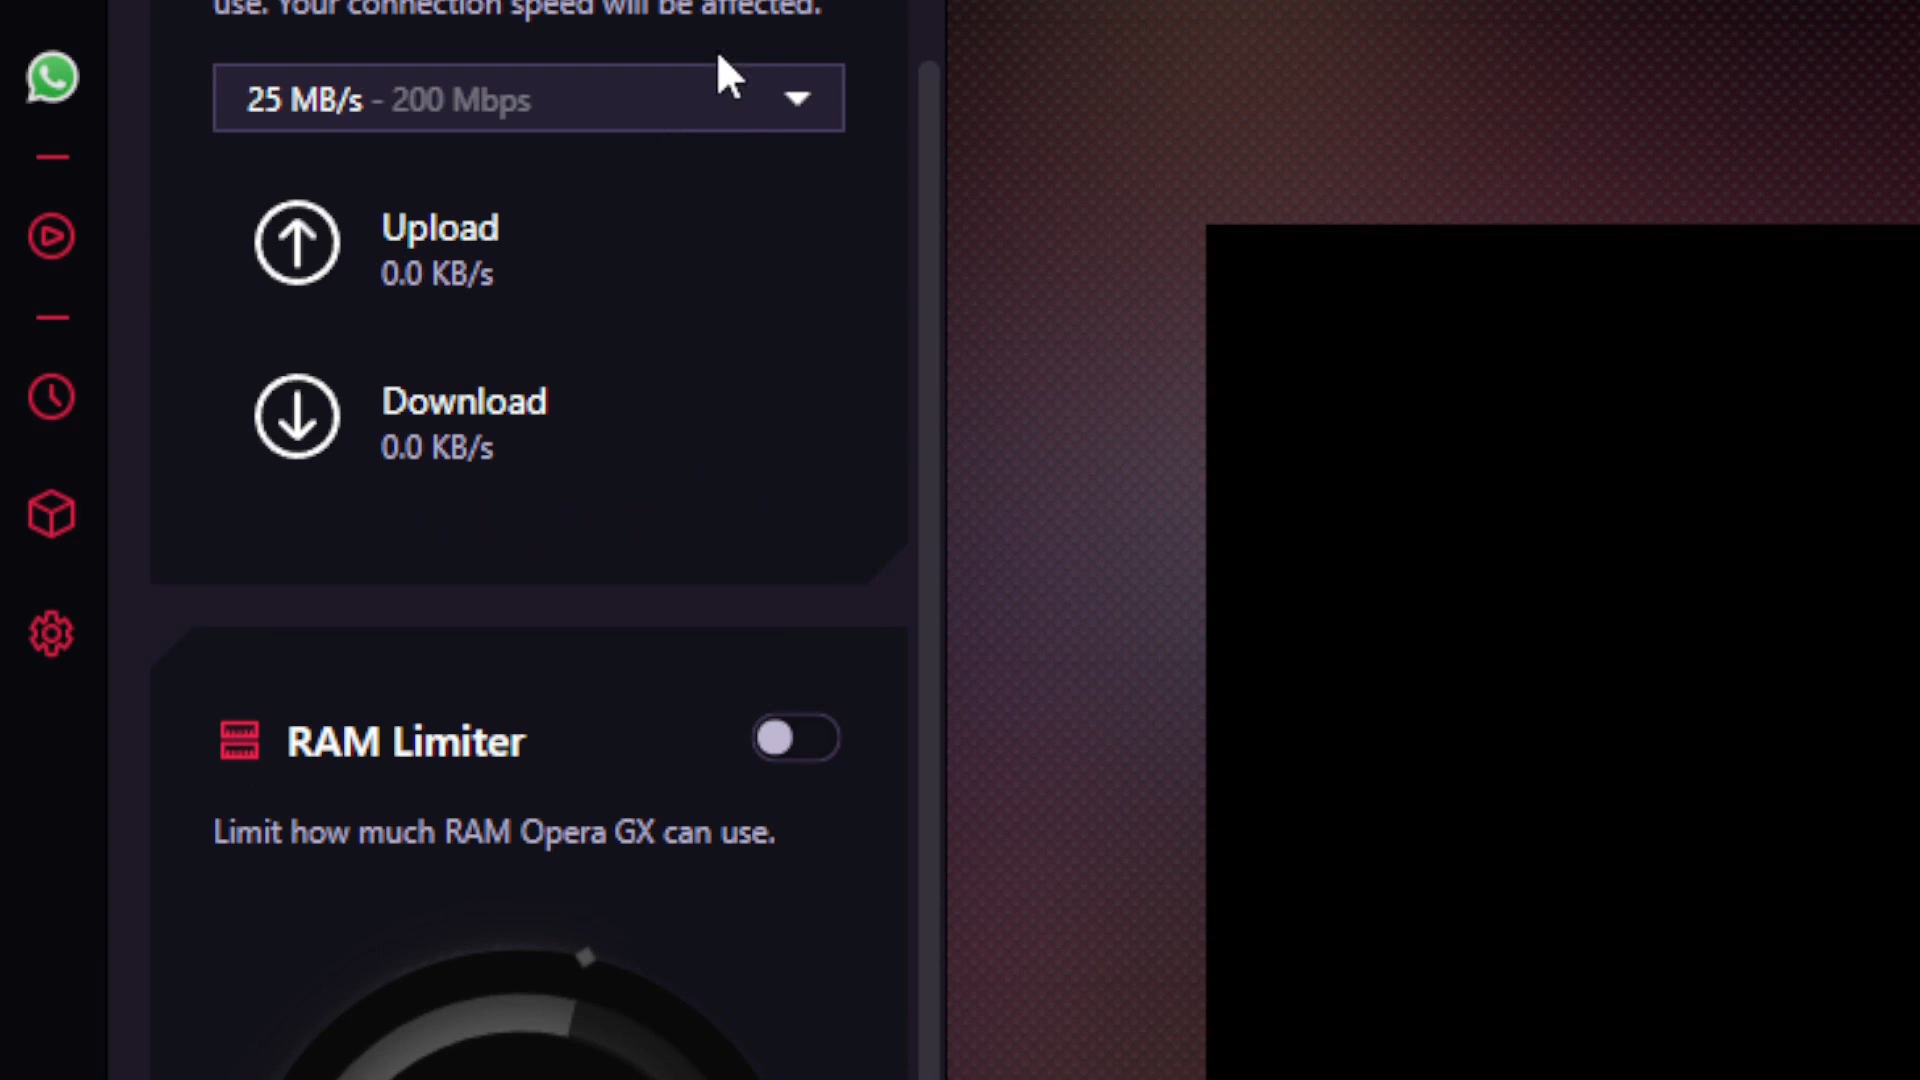 use. Your connection speed will be affected.
25 MB/s - 200 Mbps
Upload
0.0 KB/s
Download
0.0 KB/s
RAM Limiter
Limit how much RAM Opera GX can use.